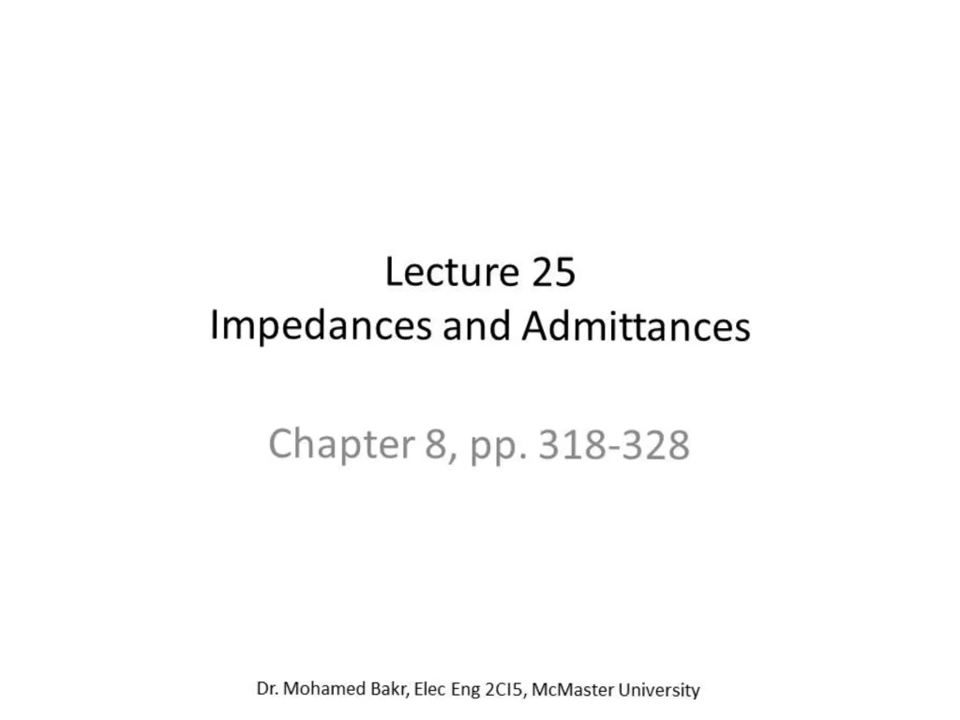 Lecture 25
Impedances and Admittances
Chapter 8, pp. 318-328
Dr. Mohamed Bakr, Elec Eng 2CI5, McMaster University